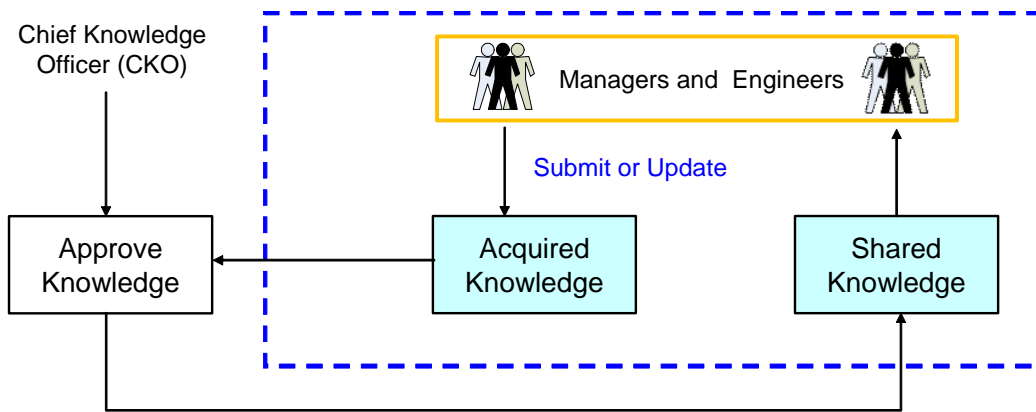 Chief Knowledge
Officer (CKO)
Managers and  Engineers
Submit or Update
Approve
Knowledge
Acquired
Knowledge
Shared
Knowledge